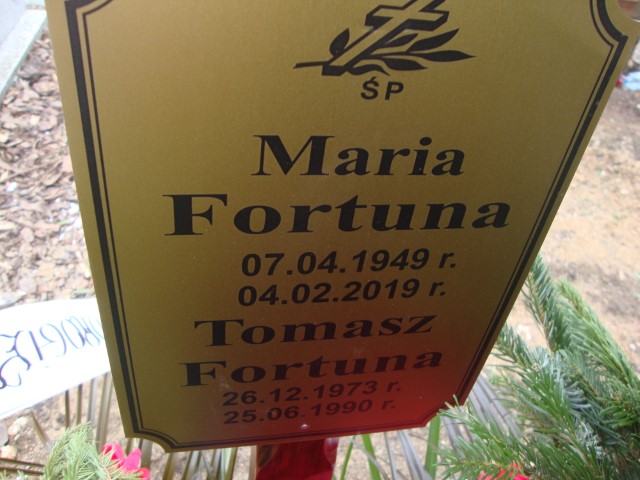 ŚP
Maria
Fortuna
07.04.1949 r.
04.02.2019 r.
Tomasz
Fortuna
26.12.1973 r.
25.06.1990 r.